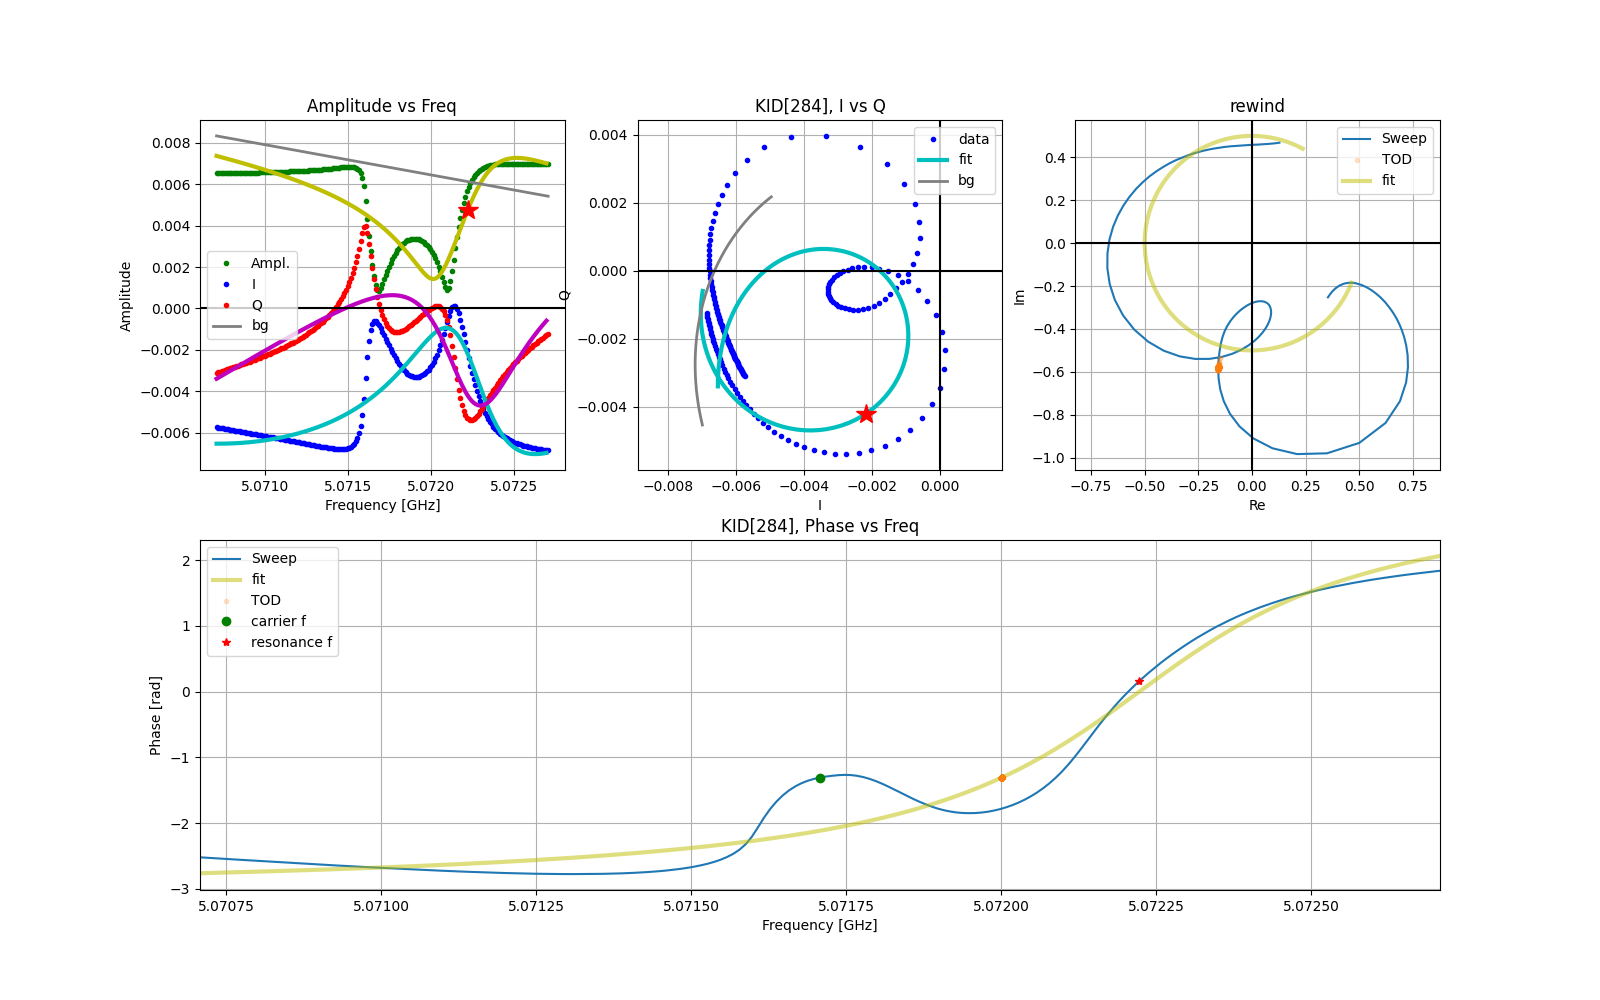 Amplitude vs Freq
Amplitude
0.008
0.006
0.004
0.002
0.000
−0.002
−0.004
−0.006
Ampl.
I
Q
bg
5.0710
5.0715
5.0720
5.0725
Frequency [GHz]
KID[284], I vs Q
Q
0.004
0.002
0.000
−0.002
−0.004
data
fit
bg
−0.008
−0.006
−0.004
−0.002
0.000
I
rewind
Im
0.4
0.2
0.0
−0.2
−0.4
−0.6
−0.8
−1.0
Sweep
TOD
fit
−0.75
−0.50
−0.25
0.00
0.25
0.50
0.75
Re
KID[284], Phase vs Freq
Phase [rad]
2
1
0
−1
−2
−3
Sweep
fit
TOD
carrier f
resonance f
5.07075
5.07100
5.07125
5.07150
5.07175
5.07200
5.07225
5.07250
Frequency [GHz]